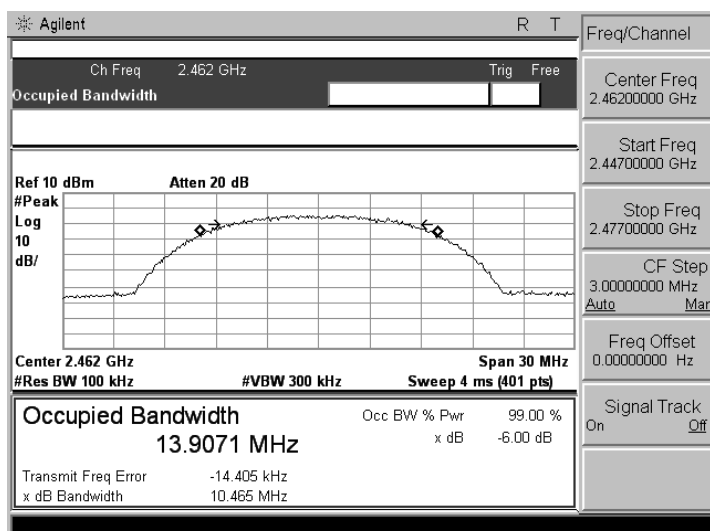 Agilent R T
Ch Freq 2.462 GHz Trig Free
Occupied Bandwidth
Ref 10 dBm Atten 20 dB
#Peak
Log
10
dB/
Center 2.462 GHz Span 30 MHz
#Res BW 100 kHz #VBW 300 kHz Sweep 4 ms (401 pts)
Occupied Bandwidth
13.9071 MHz
Occ BW % Pwr 99.00 %
x dB -6.00 dB
Transmit Freq Error -14.405 kHz
x dB Bandwidth 10.465 MHz
Freq/Channel
Center Freq
2.46200000 GHz
Start Freq
2.44700000 GHz
Stop Freq
2.47700000 GHz
CF Step
3.00000000 MHz
Auto Mar
Freq Offset
0.00000000 Hz
Signal Track
On Off